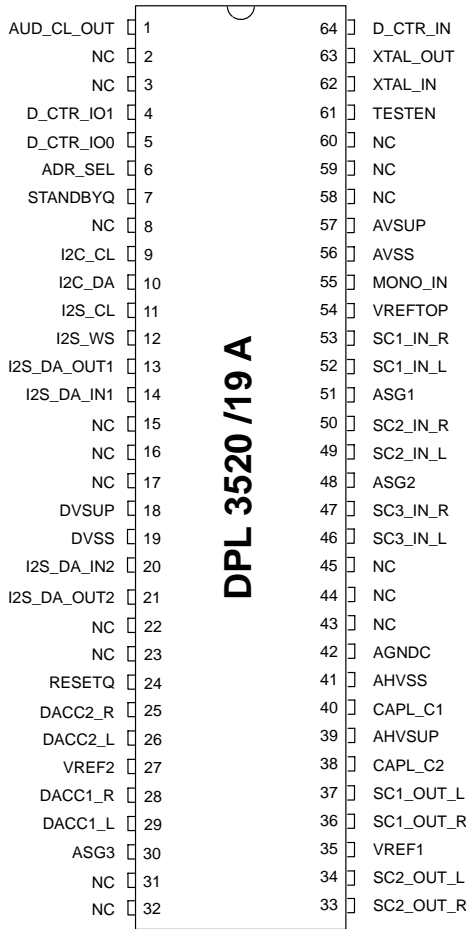 AUD_CL_OUT 1 64 D_CTR_IN
NC 2 63 XTAL_OUT
NC 3 62 XTAL_IN
D_CTR_IO1 4 61 TESTEN
D_CTR_IO0 5 60 NC
ADR_SEL 6 59 NC
STANDBYQ 7 58 NC
NC 8 57 AVSUP
I2C_CL 9 56 AVSS
I2C_DA 10 55 MONO_IN
I2S_CL 11 54 VREFTOP
I2S_WS 12 53 SC1_IN_R
I2S_DA_OUT1 13 52 SC1_IN_L
I2S_DA_IN1 14 51 ASG1
NC 15 50 SC2_IN_R
NC 16 49 SC2_IN_L
NC 17 48 ASG2
DVSUP 18 47 SC3_IN_R
DVSS 19 46 SC3_IN_L
I2S_DA_IN2 20 45 NC
I2S_DA_OUT2 21 44 NC
NC 22 43 NC
NC 23 42 AGNDC
RESETQ 24 41 AHVSS
DACC2_R 25 40 CAPL_C1
DACC2_L 26 39 AHVSUP
VREF2 27 38 CAPL_C2
DACC1_R 28 37 SC1_OUT_L
DACC1_L 29 36 SC1_OUT_R
ASG3 30 35 VREF1
NC 31 34 SC2_OUT_L
NC 32 33 SC2_OUT_R
DPL 3520 /19 A